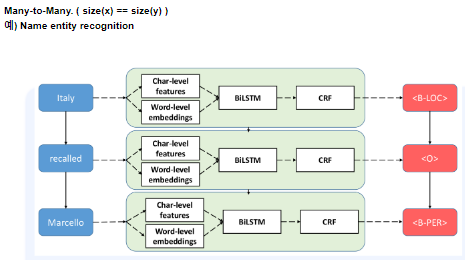 Many-to-Many. ( size(x) == size(y) )
예) Name entity recognition
Italy
Char-level
features
Word-level
embeddings
BiLSTM
CRF
<B-LOC>
recalled
Char-level
features
Word-level
embeddings
BiLSTM
CRF
<O>
Marcello
Char-level
features
Word-level
embeddings
BiLSTM
CRF
<B-PER>